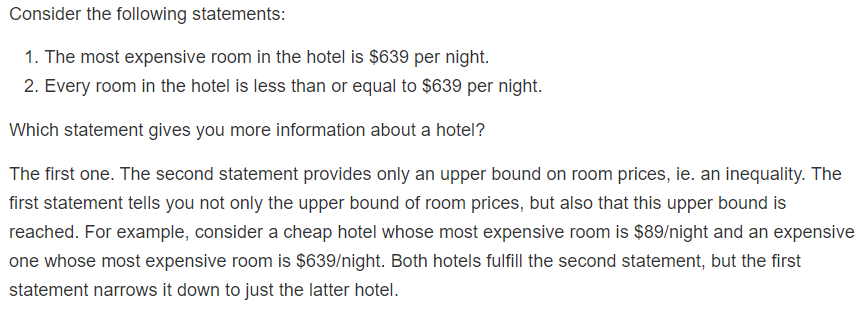 Consider the following statements:
1. The most expensive room in the hotel is $639 per night.
2. Every room in the hotel is less than or equal to $639 per night.
Which statement gives you more information about a hotel?
The first one. The second statement provides only an upper bound on room prices, ie. an inequality. The
first statement tells you not only the upper bound of room prices, but also that this upper bound is
reached. For example, consider a cheap hotel whose most expensive room is $89/night and an expensive
one whose most expensive room is $639/night. Both hotels fulfill the second statement, but the first
statement narrows it down to just the latter hotel.